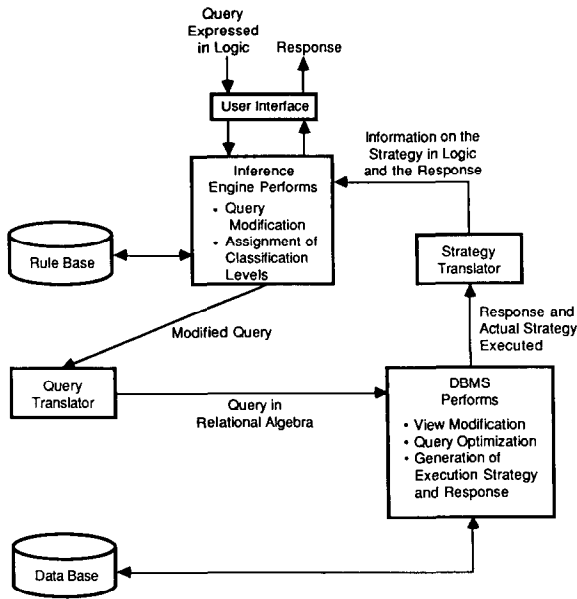 Query
Expressed
in Logic
Response
User Interface
Information on the
Strategy in Logic
and the Response
Inference
Engine Performs
• Query
Modification
• Assignment of
Classification
Levels
Rule Base
Strategy
Translator
Response and
Actual Strategy
Executed
Modified Query
Query
Translator
Query in
Relational Algebra
DBMS
Performs
• View Modification
• Query Optimization
• Generation of
Execution Strategy
and Response
Data Base